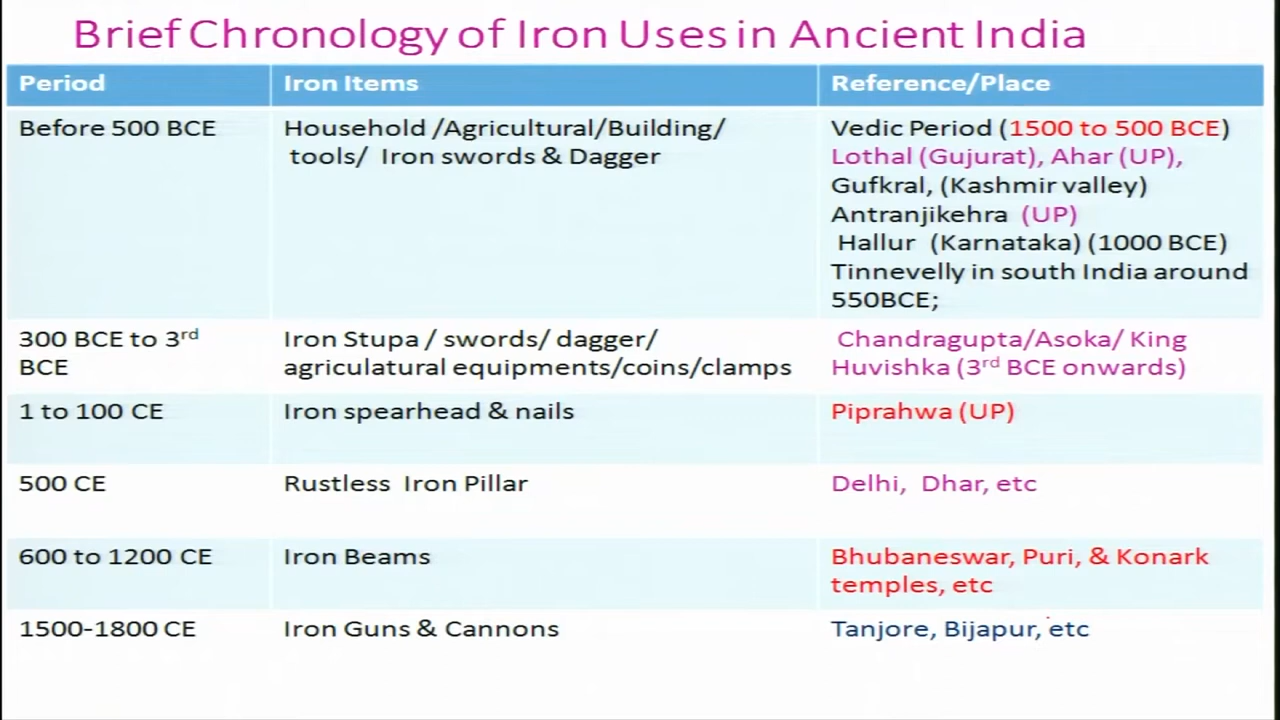 Brief Chronology of Iron Uses in Ancient India
Period Iron Items Reference/Place
Before 500 BCE
Household /Agricultural/Building/
tools/ Iron swords & Dagger
Vedic Period (1500 to 500 BCE)
Lothal (Gujurat), Ahar (UP),
Gufkral, (Kashmir valley)
Antranjikehra (UP)
Hallur (Karnataka) (1000 BCE)
Tinnevelly in south India around
550BCE;
300 BCE to 3rd
BCE
Iron Stupa / swords/ dagger/
agriculatural equipments/coins/clamps
Chandragupta/Asoka/ King
Huvishka (3rd BCE onwards)
1 to 100 CE
Iron spearhead & nails
Piprahwa (UP)
500 CE
Rustless Iron Pillar
Delhi, Dhar, etc
600 to 1200 CE
Iron Beams
Bhubaneswar, Puri, & Konark
temples, etc
1500-1800 CE
Iron Guns & Cannons
Tanjore, Bijapur, etc